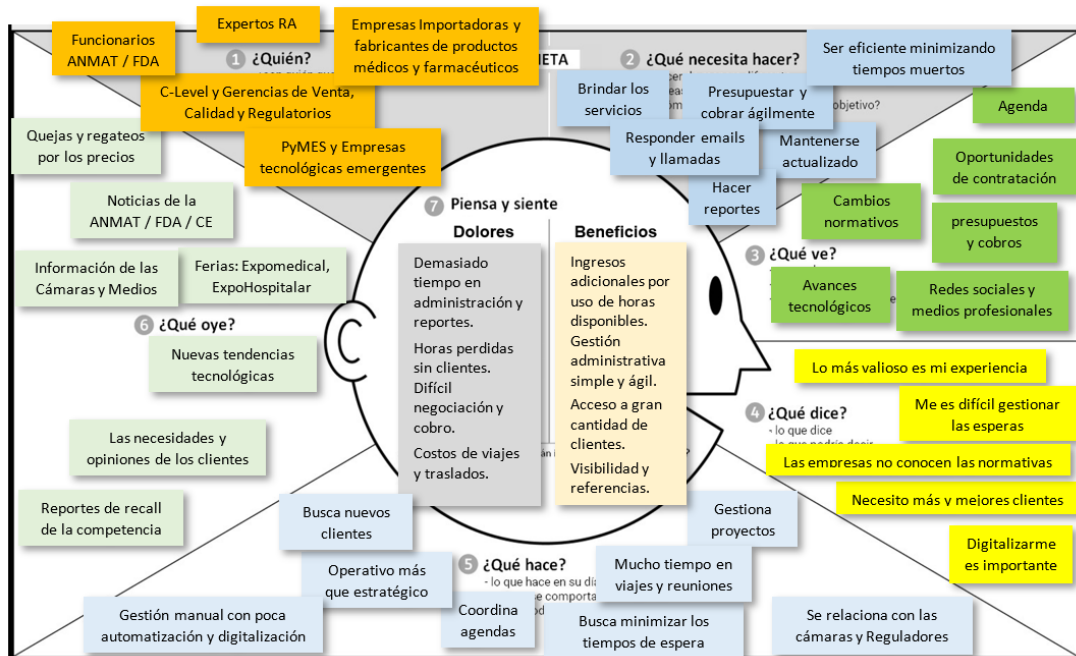 Funcionarios
ANMAT / FDA
Expertos RA
Empresas Importadoras y
fabricantes de productos
médicos y farmacéuticos
1 ¿Quién?
META
C-Level y Gerencias de Venta,
Calidad y Regulatorios
PyMES y Empresas
tecnológicas emergentes
2 ¿Qué necesita hacer?
Ser eficiente minimizando
tiempos muertos
Brindar los
servicios
Presupuestar y
cobrar ágilmente
objetivo?
Responder emails
y llamadas
Mantenerse
actualizado
Hacer
reportes
Agenda
Oportunidades
de contratación
Cambios
normativos
presupuestos
y cobros
3 ¿Qué ve?
Avances
tecnológicos
Redes sociales y
medios profesionales
Lo más valioso es mi experiencia
4 ¿Qué dice?
- lo que dice
Me es difícil gestionar
las esperas
Las empresas no conocen las normativas
Necesito más y mejores clientes
Digitalizarme
es importante
5 ¿Qué hace?
- lo que hace en su día
Busca nuevos
clientes
Gestiona
proyectos
Operativo más
que estratégico
Mucho tiempo en
viajes y reuniones
Gestión manual con poca
automatización y digitalización
Coordina
agendas
Busca minimizar los
tiempos de espera
Se relaciona con las
cámaras y Reguladores
Quejas y regateos
por los precios
Noticias de la
ANMAT / FDA / CE
Información de las
Cámaras y Medios
Ferias: Expomedical,
ExpoHospitalar
6 ¿Qué oye?
Nuevas tendencias
tecnológicas
Las necesidades y
opiniones de los clientes
Reportes de recall
de la competencia
7 Piensa y siente
Dolores
Demasiado
tiempo en
administración y
reportes.
Horas perdidas
sin clientes.
Difícil
negociación y
cobro.
Costos de viajes
y traslados.
Beneficios
Ingresos
adicionales por
uso de horas
disponibles.
Gestión
administrativa
simple y ágil.
Acceso a gran
cantidad de
clientes.
Visibilidad y
referencias.